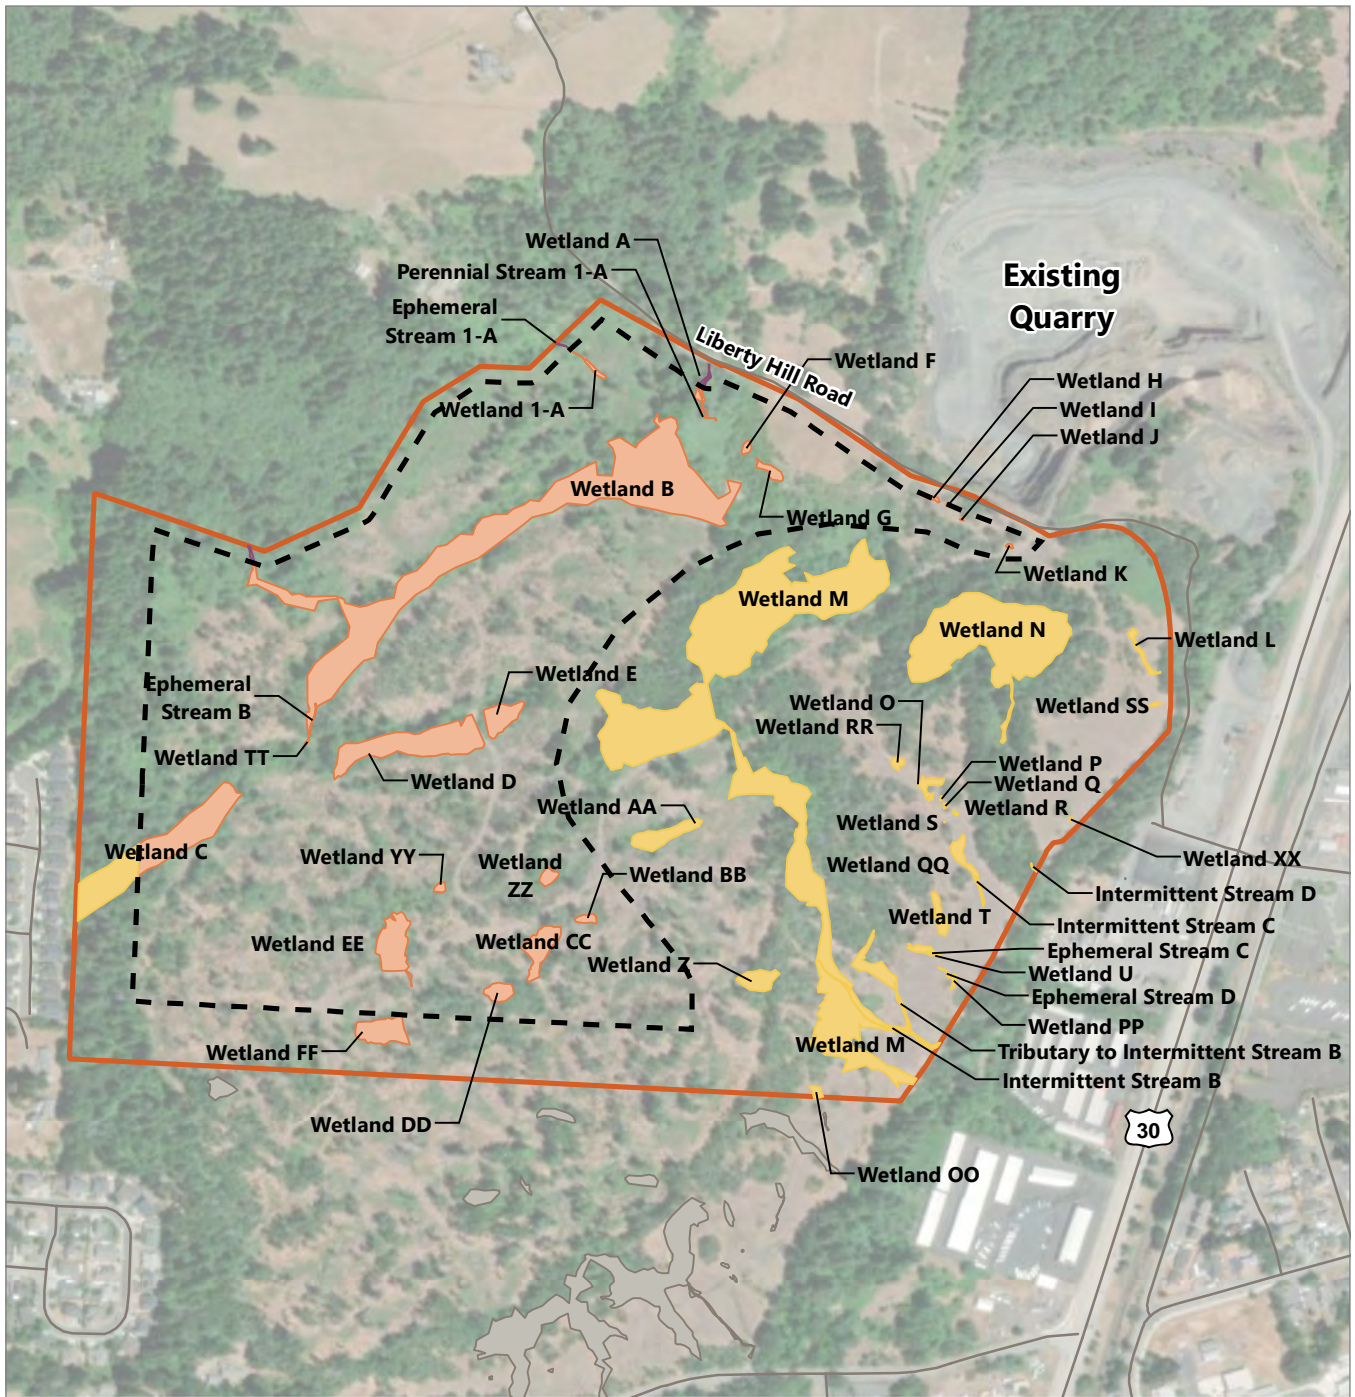 Wetland A
Existing
Quarry
Perennial Stream 1-A
Ephemeral
Stream 1-A
Liberty Hill Road
Wetland F
Wetland H
Wetland 1-A
Wetland I
Wetland J
Wetland B
Wetland G
Wetland K
Wetland M
Wetland N
Wetland L
Wetland E
Ephemeral
Stream B
Wetland O
Wetland SS
Wetland RR
Wetland TT
Wetland P
Wetland D
Wetland Q
Wetland AA
Wetland R
Wetland S
Wetland C
Wetland YY
Wetland
ZZ
Wetland XX
Wetland QQ
Wetland BB
Intermittent Stream D
Wetland T
Intermittent Stream C
Wetland EE
Wetland CC
Ephemeral Stream C
Wetland Z
Wetland U
Ephemeral Stream D
Wetland PP
Wetland M
Wetland FF
Tributary to Intermittent Stream B
Intermittent Stream B
Wetland DD
30
Wetland OO